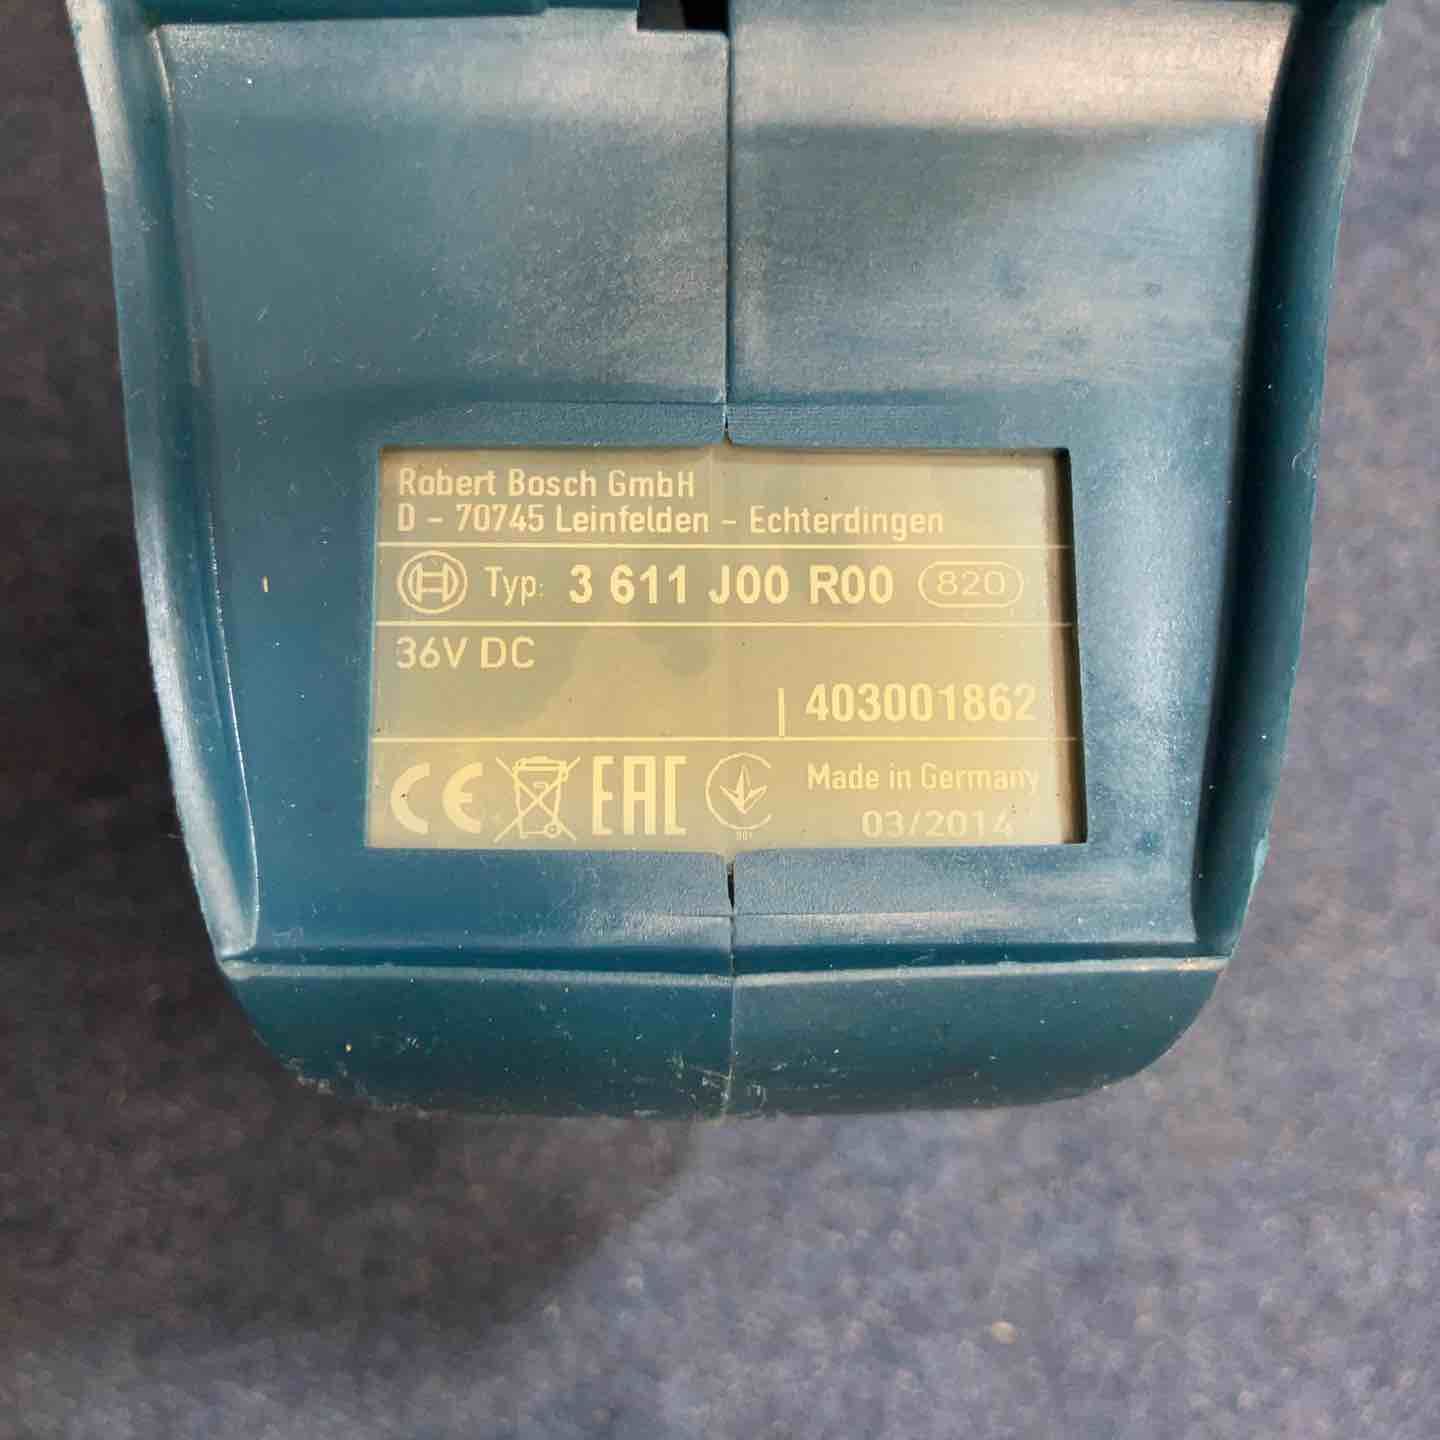 Robert Bosch GmbH
D - 70745 Leinfelden - Echterdingen
Typ: 3 611 J00 R00 820
36V DC
403001862
CE EAC Made in Germany
03/2014